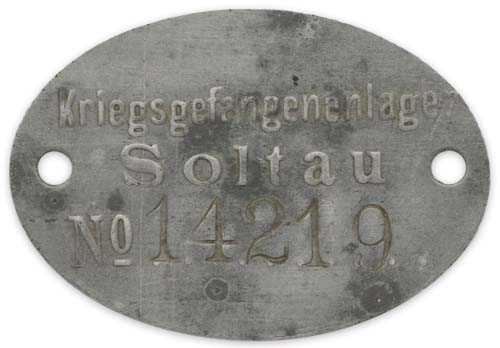 Kriegsgefangenenlager
Soltau
No 14219